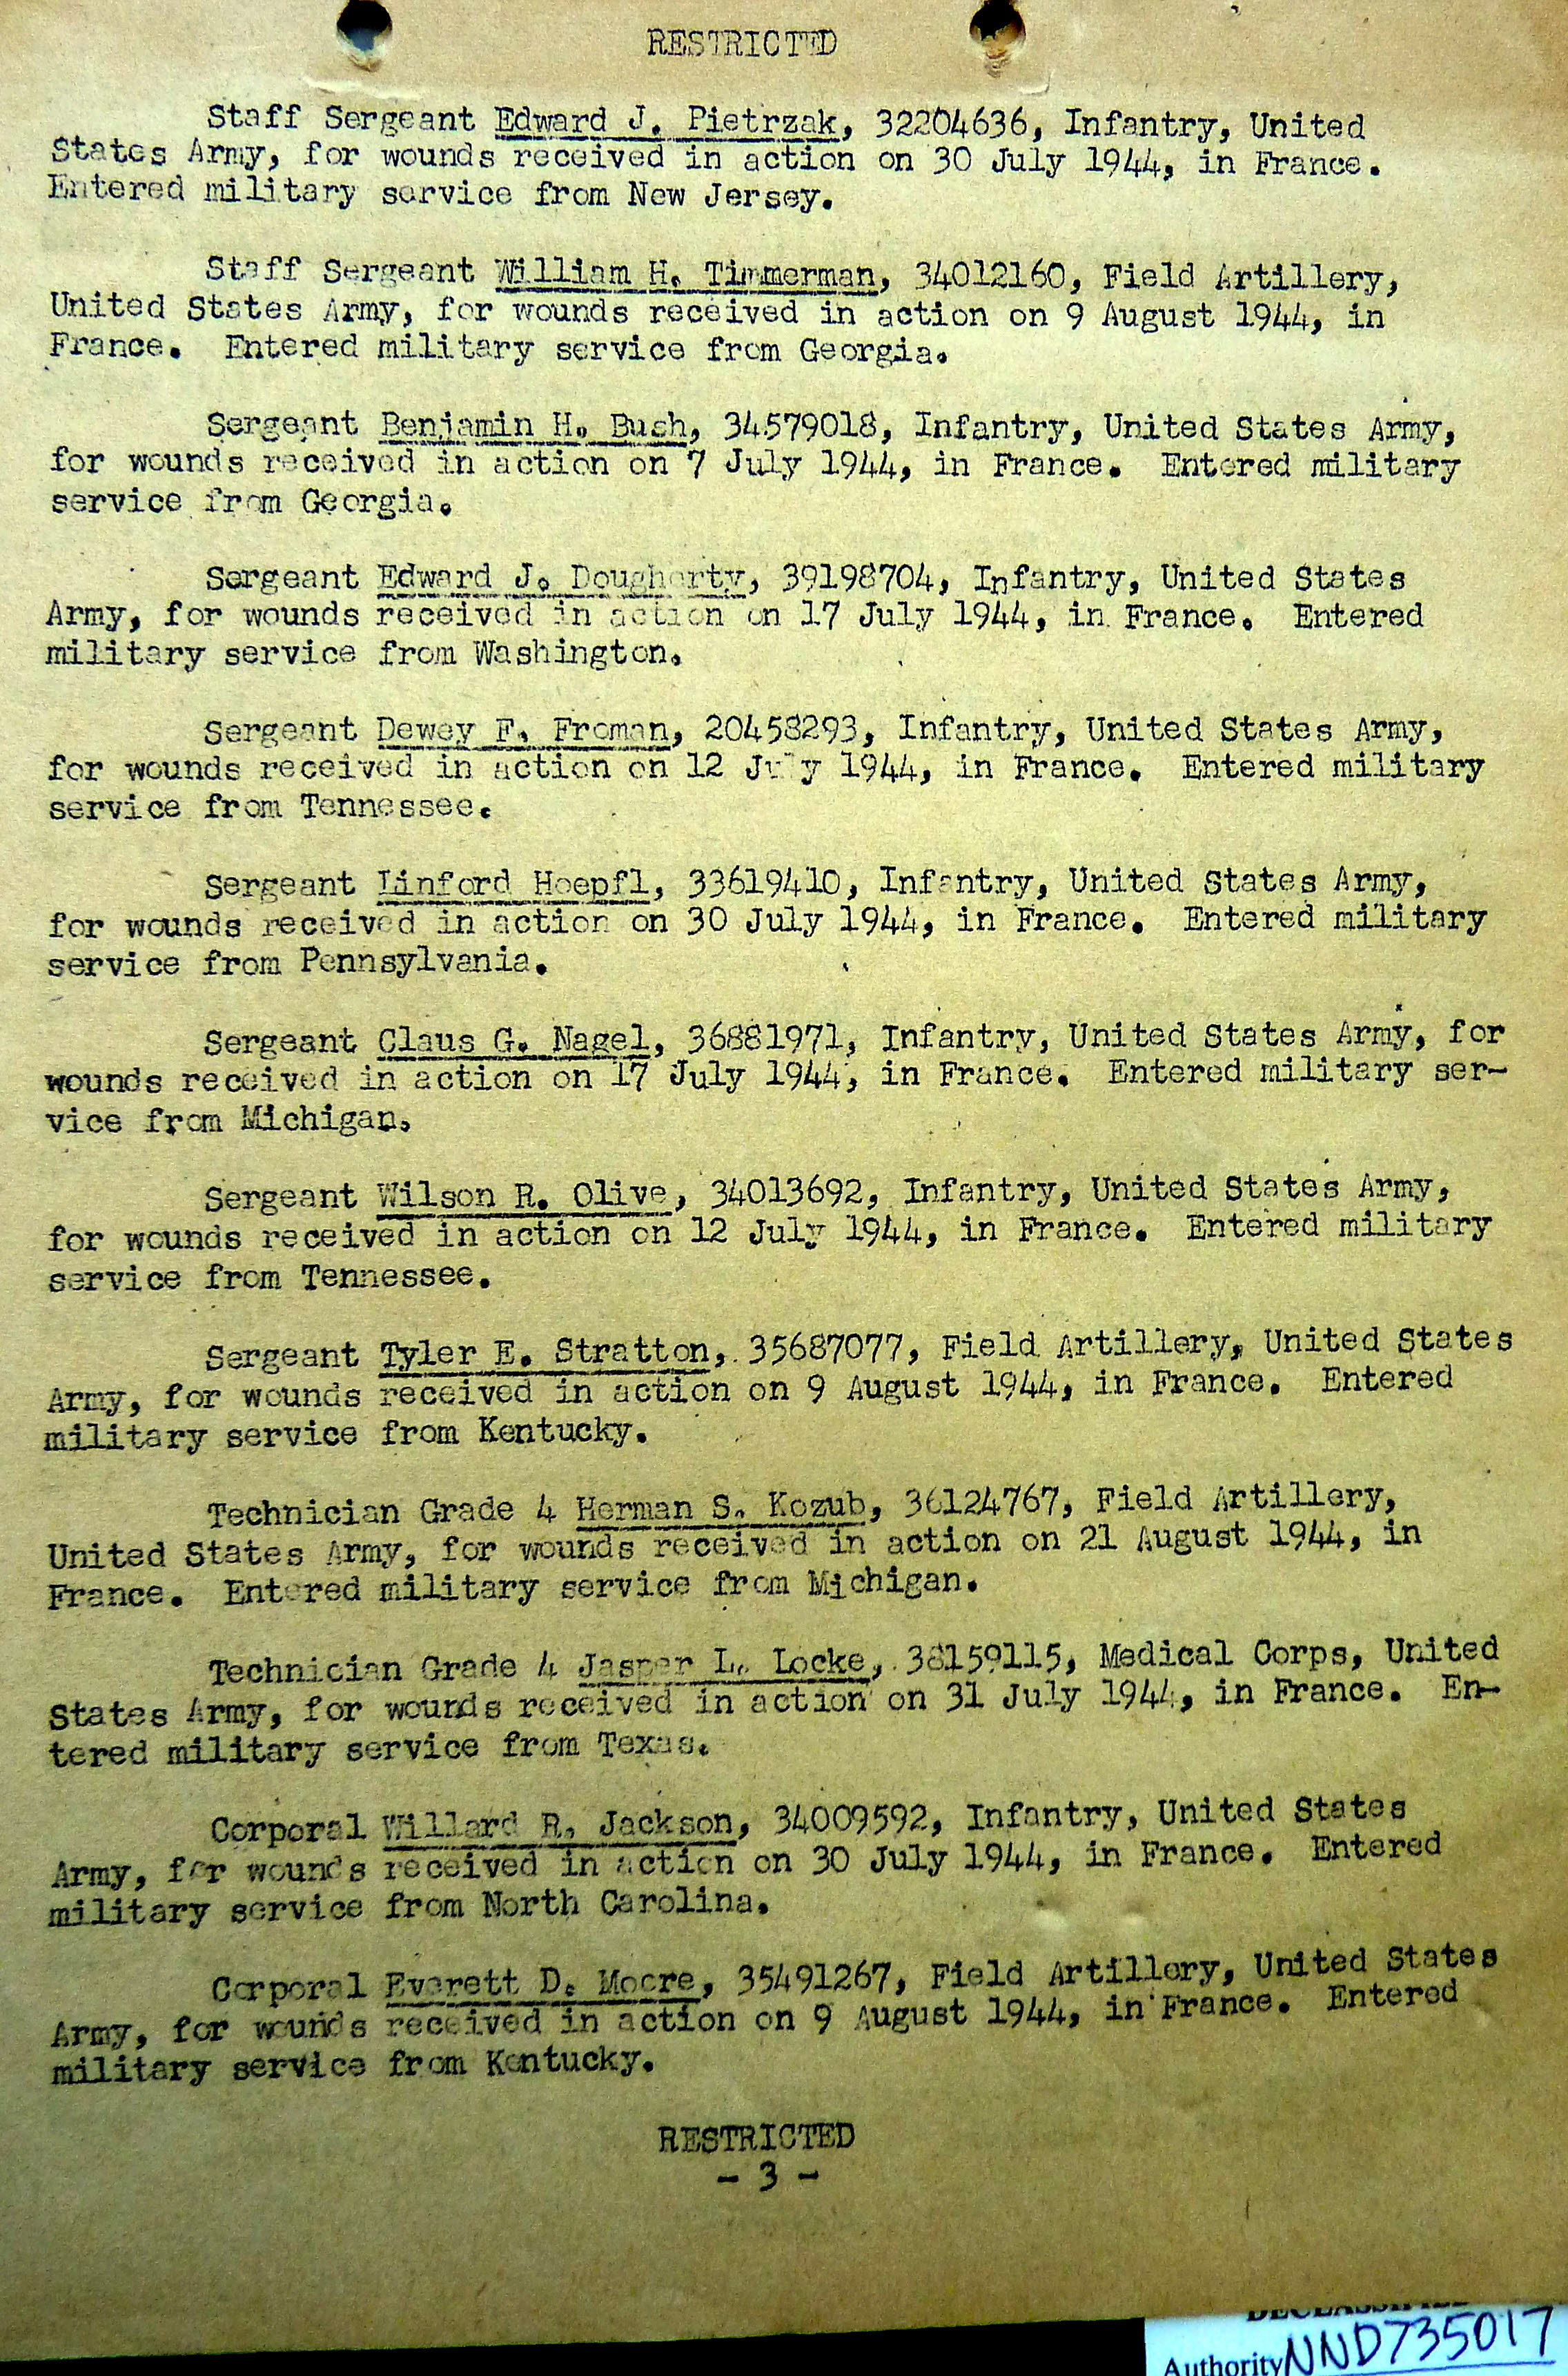 RESTRICTED
Staff Sergeant Edward J. Pietrzak, 32204636, Infantry, United
States Army, for wounds received in action on 30 July 1944, in France.
Entered military service from New Jersey.
Staff Sergeant William H. Timmerman, 34012160, Field Artillery,
United States Army, for wounds received in action on 9 August 1944, in
France. Entered military service from Georgia.
Sergeant Benjamin H. Bush, 34579018, Infantry, United States Army,
for wounds received in action on 7 July 1944, in France. Entered military
service from Georgia.
Sergeant Edward J. Dougherty, 39198704, Infantry, United States
Army, for wounds received in action on 17 July 1944, in France. Entered
military service from Washington.
Sergeant Dewey F. Froman, 20458293, Infantry, United States Army,
for wounds received in action on 12 July 1944, in France. Entered military
service from Tennessee.
Sergeant Linford Hoepfl, 33619410, Infantry, United States Army,
for wounds received in action on 30 July 1944, in France. Entered military
service from Pennsylvania.
Sergeant Claus G. Nagel, 36881971, Infantry, United States Army, for
wounds received in action on 17 July 1944, in France. Entered military ser-
vice from Michigan.
Sergeant Wilson R. Olive, 34013692, Infantry, United States Army,
for wounds received in action on 12 July 1944, in France. Entered military
service from Tennessee.
Sergeant Tyler E. Stratton, 35687077, Field Artillery, United States
Army, for wounds received in action on 9 August 1944, in France. Entered
military service from Kentucky.
Technician Grade 4 Herman S. Kozub, 36124767, Field Artillery,
United States Army, for wounds received in action on 21 August 1944, in
France. Entered military service from Michigan.
Technician Grade 4 Jasper L. Locke, 38159115, Medical Corps, United
States Army, for wounds received in action on 31 July 1944, in France. En-
tered military service from Texas.
Corporal Willard R. Jackson, 34009592, Infantry, United States
Army, for wounds received in action on 30 July 1944, in France. Entered
military service from North Carolina.
Corporal Everett D. Moore, 35491267, Field Artillery, United States
Army, for wounds received in action on 9 August 1944, in France. Entered
military service from Kentucky.
RESTRICTED
- 3 -
DECLASSIFIED
Authority NND735017